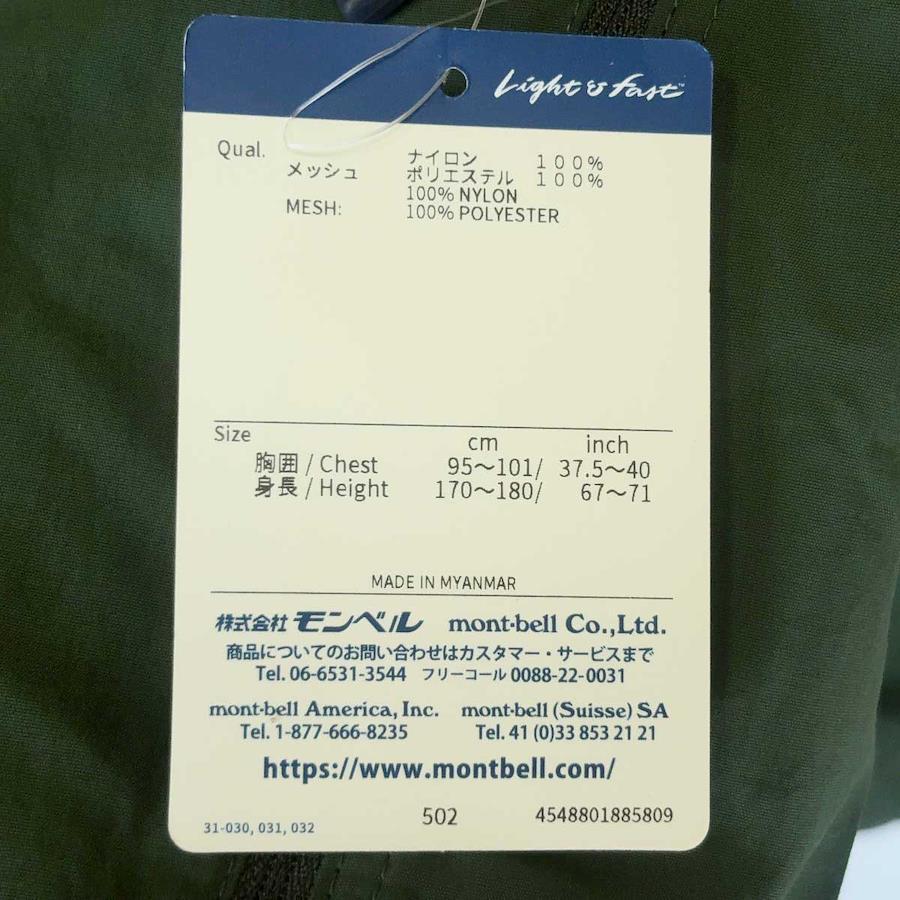 Light & fast™
Qual. ナイロン 100%
メッシュ ポリエステル 100%
100% NYLON
MESH: 100% POLYESTER
Size cm inch
胸囲 / Chest 95～101/ 37.5～40
身長 / Height 170～180/ 67～71
MADE IN MYANMAR
株式会社 モンベル mont-bell Co.,Ltd.
商品についてのお問い合わせはカスタマー・サービスまで
Tel. 06-6531-3544 フリーコール 0088-22-0031
mont-bell America, Inc. mont-bell (Suisse) SA
Tel. 1-877-666-8235 Tel. 41 (0)33 853 21 21
https://www.montbell.com/
31-030, 031, 032 502 4548801885809